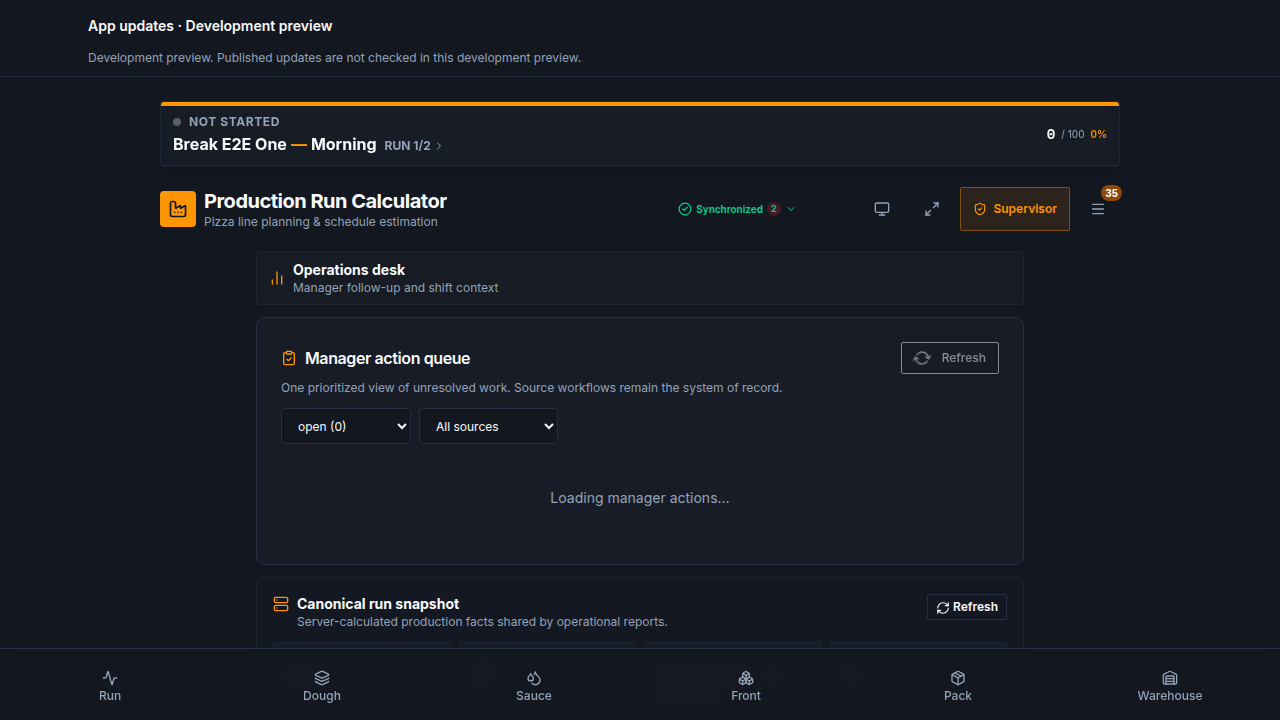 App updates · Development preview
Development preview. Published updates are not checked in this development preview.
NOT STARTED
Break E2E One — Morning RUN 1/2
0 / 100 0%
Production Run Calculator
Pizza line planning & schedule estimation
Synchronized 2
Supervisor
35
Operations desk
Manager follow-up and shift context
Manager action queue
Refresh
One prioritized view of unresolved work. Source workflows remain the system of record.
open (0)
All sources
Loading manager actions...
Canonical run snapshot
Server-calculated production facts shared by operational reports.
Refresh
Run
Dough
Sauce
Front
Pack
Warehouse